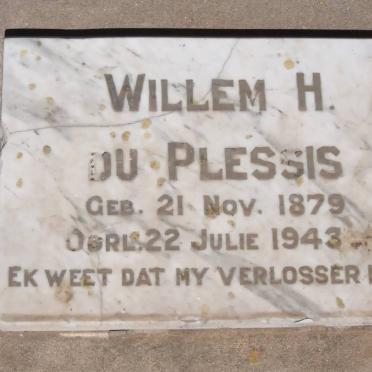 WILLEM H.
DU PLESSIS
GEB. 21 NOV. 1879
OORL. 22 JULIE 1943
EK WEET DAT MY VERLOSSER